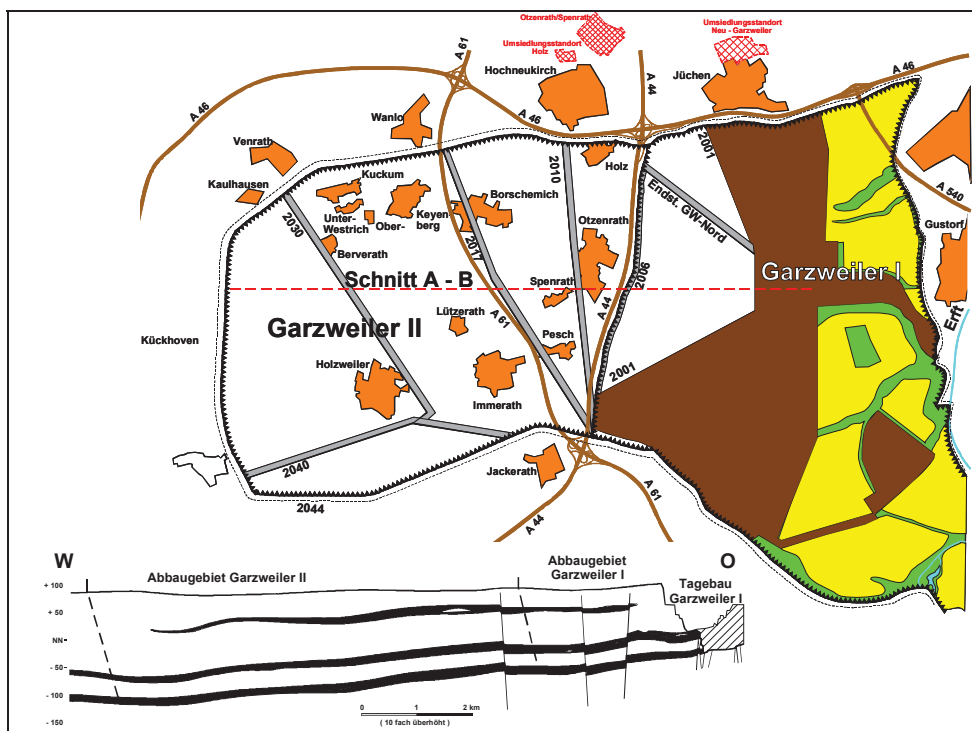 Otzenrath/Spenrath
Umsiedlungsstandort
Holz
Umsiedlungsstandort
Neu - Garzweiler
A 61
Hochneukirch
A 44
Jüchen
A 46
A 46
Wanlo
A 46
Venrath
2001
2010
Holz
Kaulhausen
Kuckum
Borschemich
Endst. GW-Nord
A 540
2030
Unter-
Westrich
Ober-
Keyen
berg
Otzenrath
Gustorf
Berverath
2017
2006
Garzweiler I
Schnitt A - B
Spenrath
A 44
Erft
Lützerath
A 61
Garzweiler II
Kückhoven
Pesch
Holzweiler
2001
Immerath
2040
Jackerath
2044
A 61
A 44
W
O
Abbaugebiet Garzweiler II
Abbaugebiet
Garzweiler I
Tagebau
Garzweiler I
+ 100
+ 50
NN
- 50
- 100
- 150
0 1 2 km
( 10 fach überhöht )